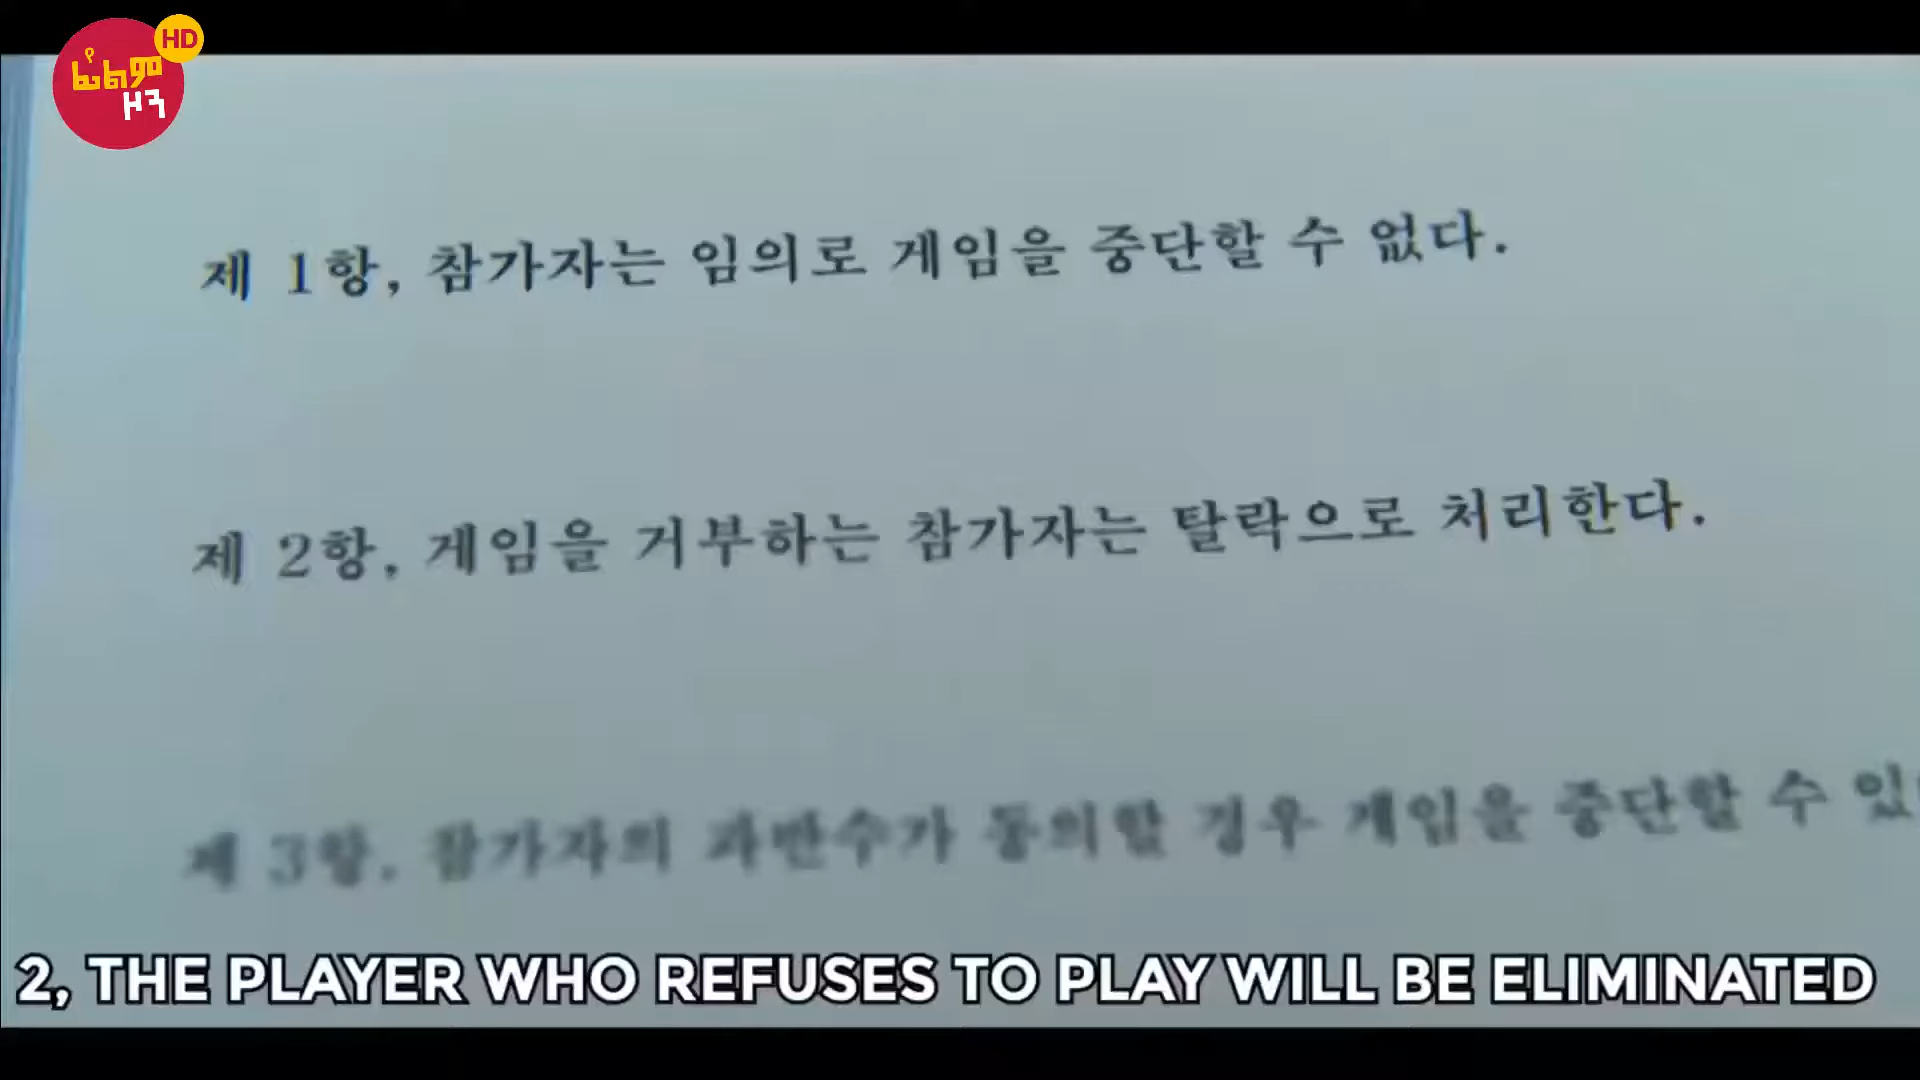 HD
ፊልም
ዞን
제 1항, 참가자는 임의로 게임을 중단할 수 없다.
제 2항, 게임을 거부하는 참가자는 탈락으로 처리한다.
제 3항, 참가자의 과반수가 동의할 경우 게임을 중단할 수 있
2, THE PLAYER WHO REFUSES TO PLAY WILL BE ELIMINATED